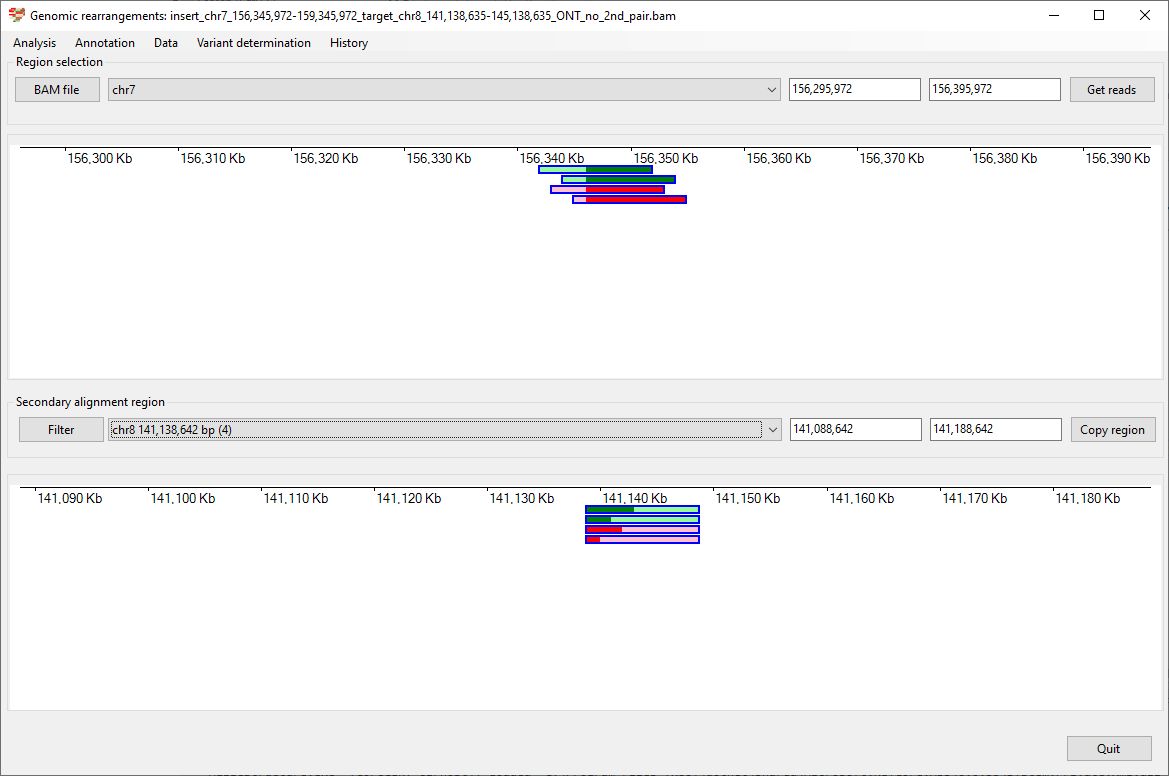 Genomic rearrangements: insert_chr7_156,345,972-159,345,972_target_chr8_141,138,635-145,138,635_ONT_no_2nd_pair.bam
Analysis Annotation Data Variant determination History
Region selection
BAM file chr7 156,295,972 156,395,972 Get reads
156,300 Kb 156,310 Kb 156,320 Kb 156,330 Kb 156,340 Kb 156,350 Kb 156,360 Kb 156,370 Kb 156,380 Kb 156,390 Kb
Secondary alignment region
Filter chr8 141,138,642 bp (4) 141,088,642 141,188,642 Copy region
141,090 Kb 141,100 Kb 141,110 Kb 141,120 Kb 141,130 Kb 141,140 Kb 141,150 Kb 141,160 Kb 141,170 Kb 141,180 Kb
Quit